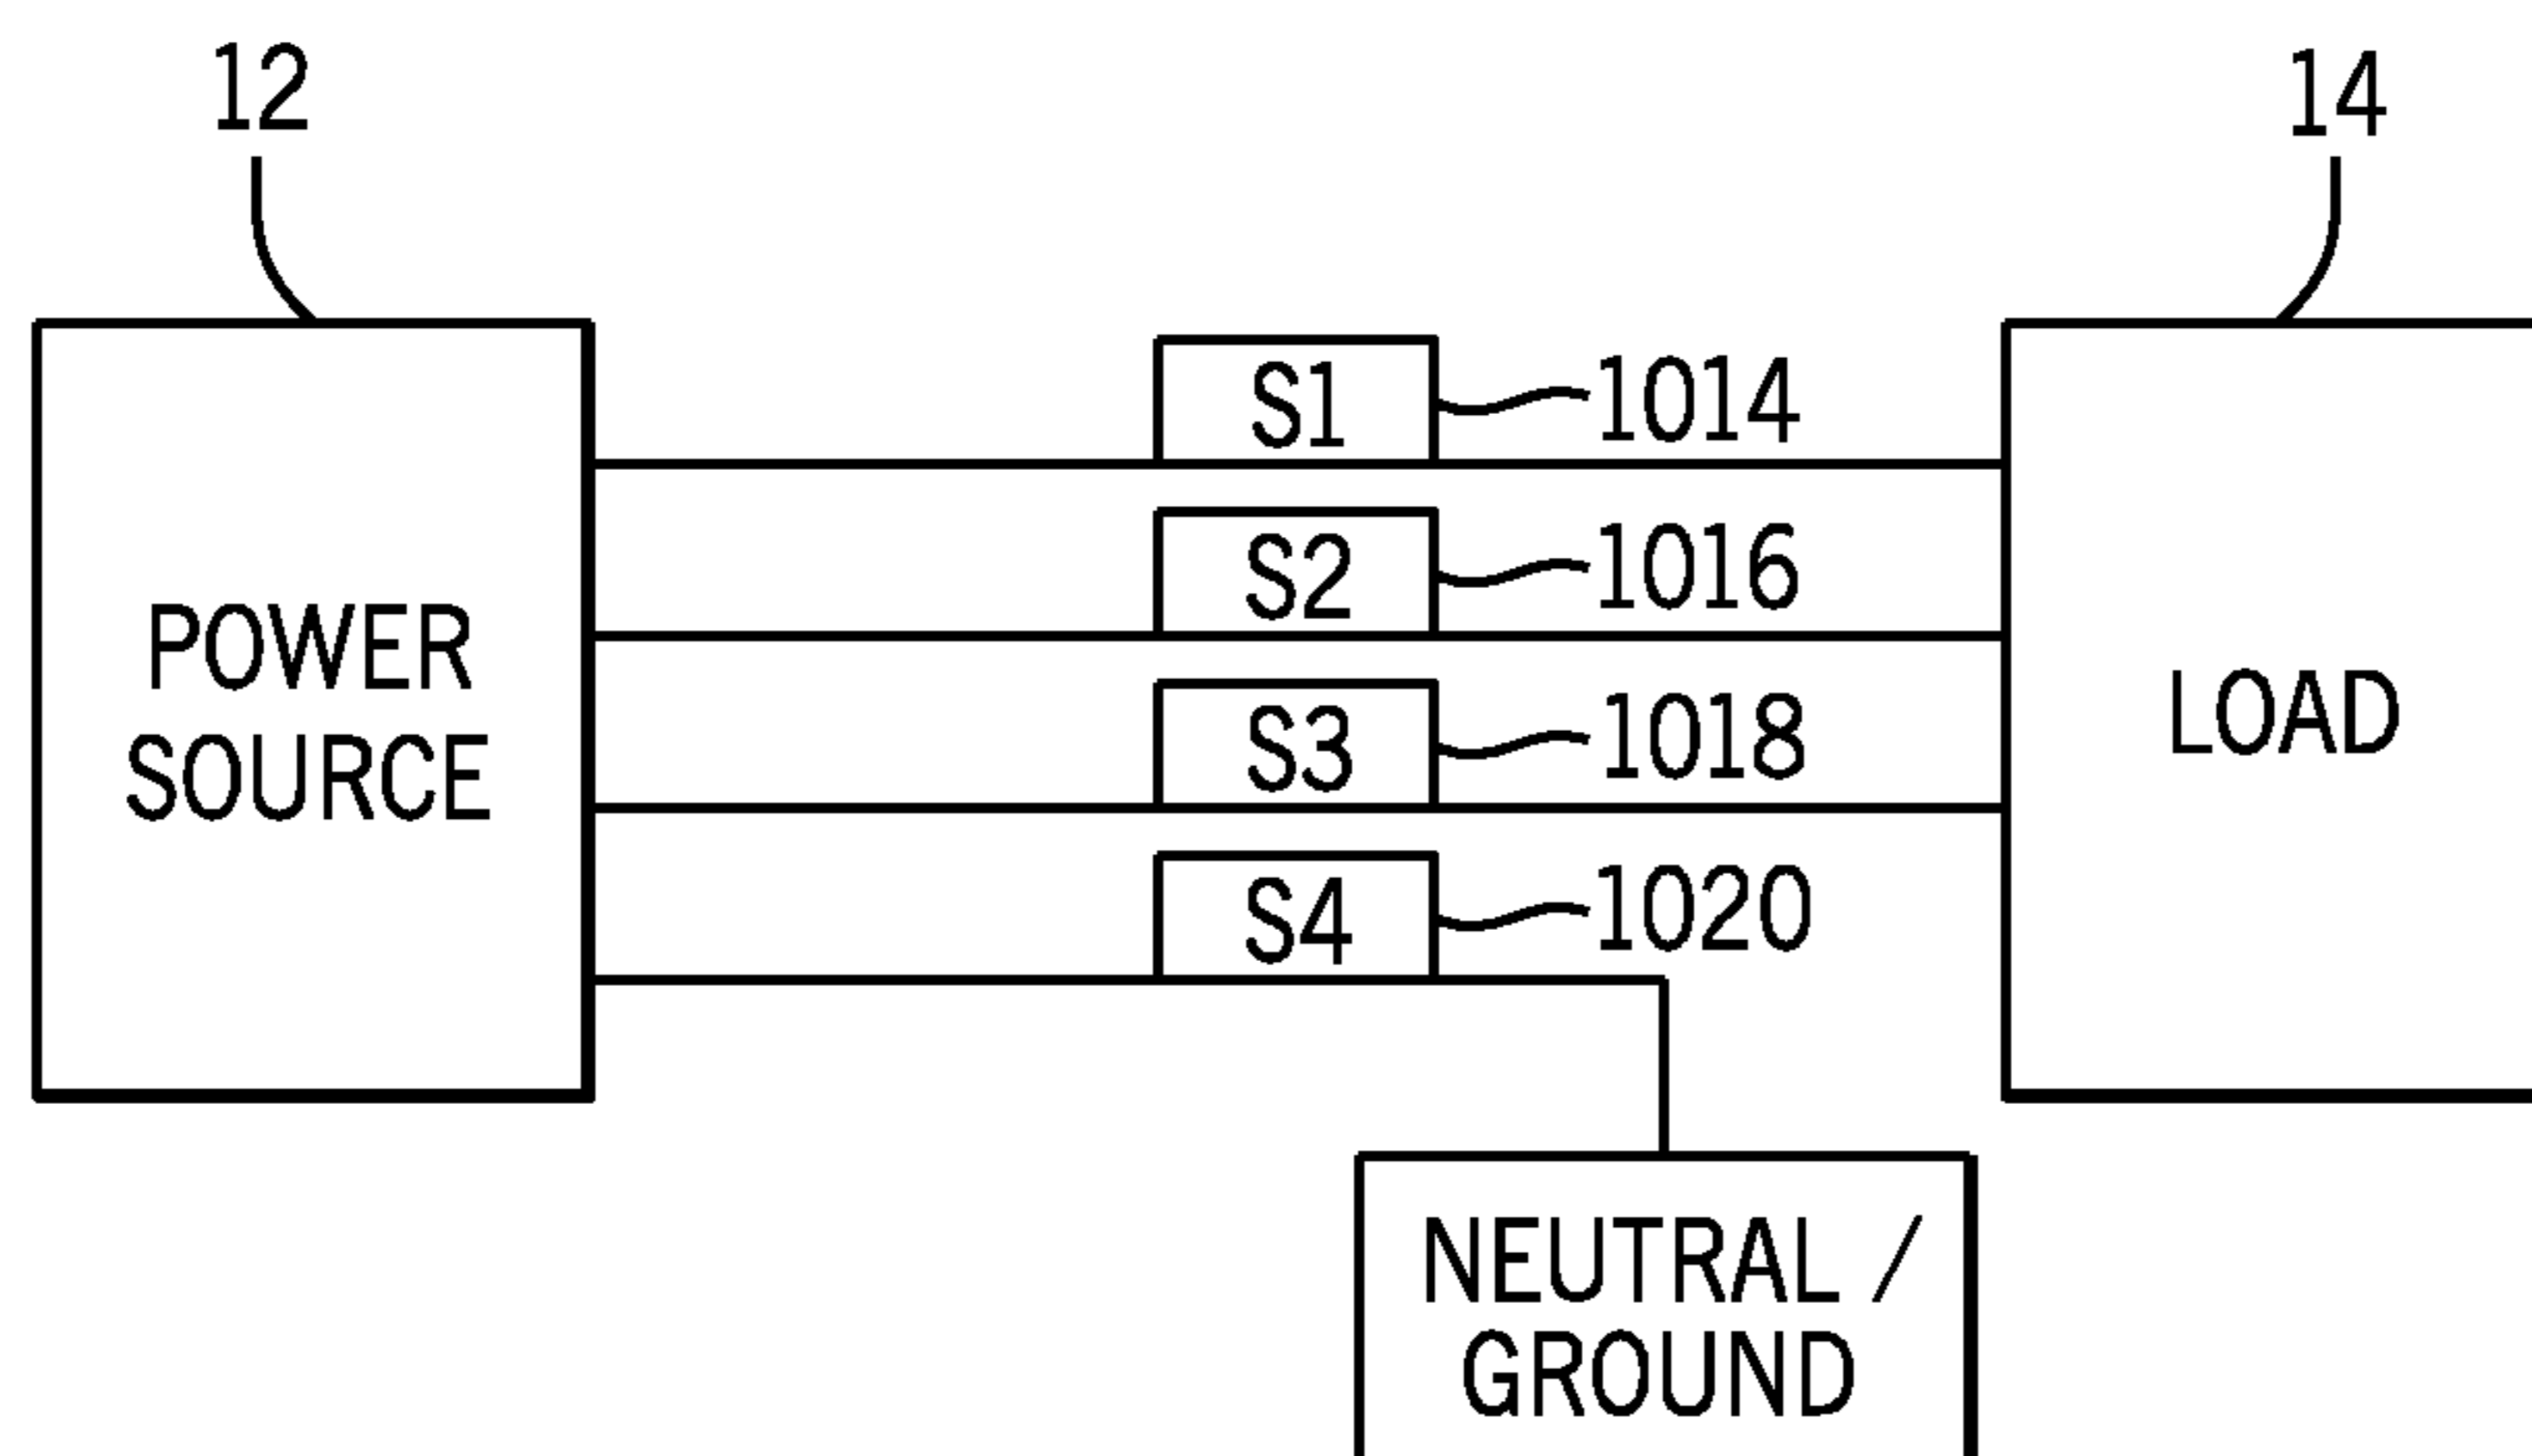 12
14
S1
1014
S2
1016
POWER
SOURCE
S3
1018
LOAD
S4
1020
NEUTRAL /
GROUND